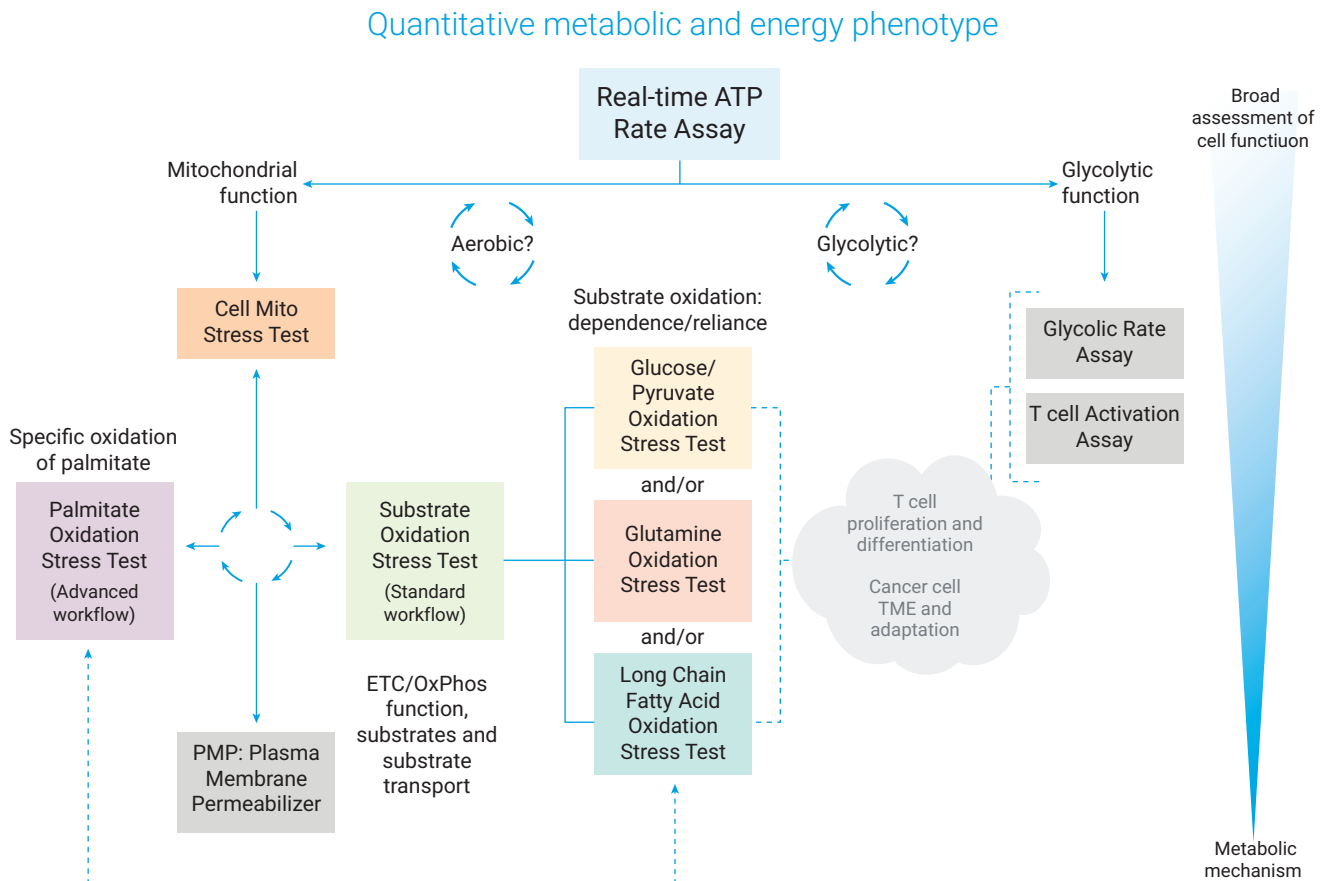 Quantitative metabolic and energy phenotype
Real-time ATP
Rate Assay
Broad
assessment of
cell functiuon
Mitochondrial
function
Glycolytic
function
Aerobic?
Glycolytic?
Cell Mito
Stress Test
Substrate oxidation:
dependence/reliance
Glycolic Rate
Assay
T cell Activation
Assay
Glucose/
Pyruvate
Oxidation
Stress Test
and/or
Glutamine
Oxidation
Stress Test
and/or
Long Chain
Fatty Acid
Oxidation
Stress Test
Specific oxidation
of palmitate
Palmitate
Oxidation
Stress Test
(Advanced
workflow)
Substrate
Oxidation
Stress Test
(Standard
workflow)
T cell
proliferation and
differentiation
Cancer cell
TME and
adaptation
ETC/OxPhos
function,
substrates and
substrate
transport
PMP: Plasma
Membrane
Permeabilizer
Metabolic
mechanism